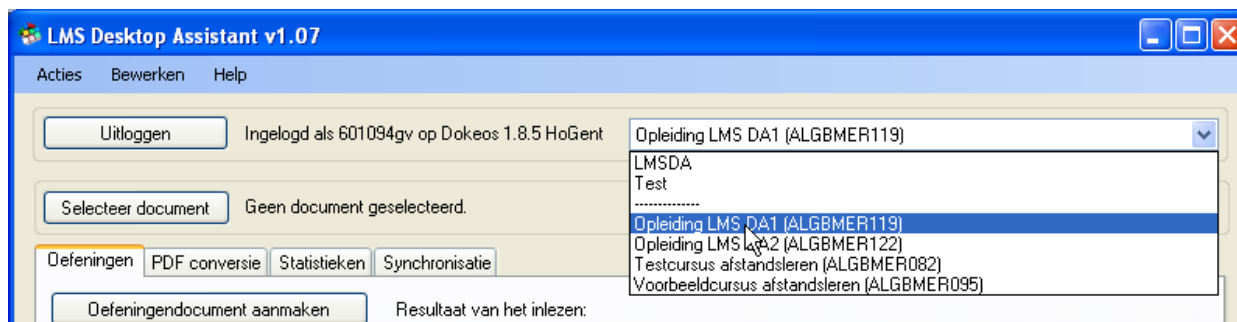 LMS Desktop Assistant v1.07
Acties Bewerken Help
Uitloggen Ingelogd als 601094gv op Dokeos 1.8.5 HoGent Opleiding LMS DA1 (ALGBMER119)
LMSDA
Test
--------------
Selecteer document Geen document geselecteerd.
Opleiding LMS DA1 (ALGBMER119)
Opleiding LMS DA2 (ALGBMER122)
Testcursus afstandsleren (ALGBMER082)
Voorbeeldcursus afstandsleren (ALGBMER095)
Oefeningen PDF conversie Statistieken Synchronisatie
Oefeningendocument aanmaken Resultaat van het inlezen: